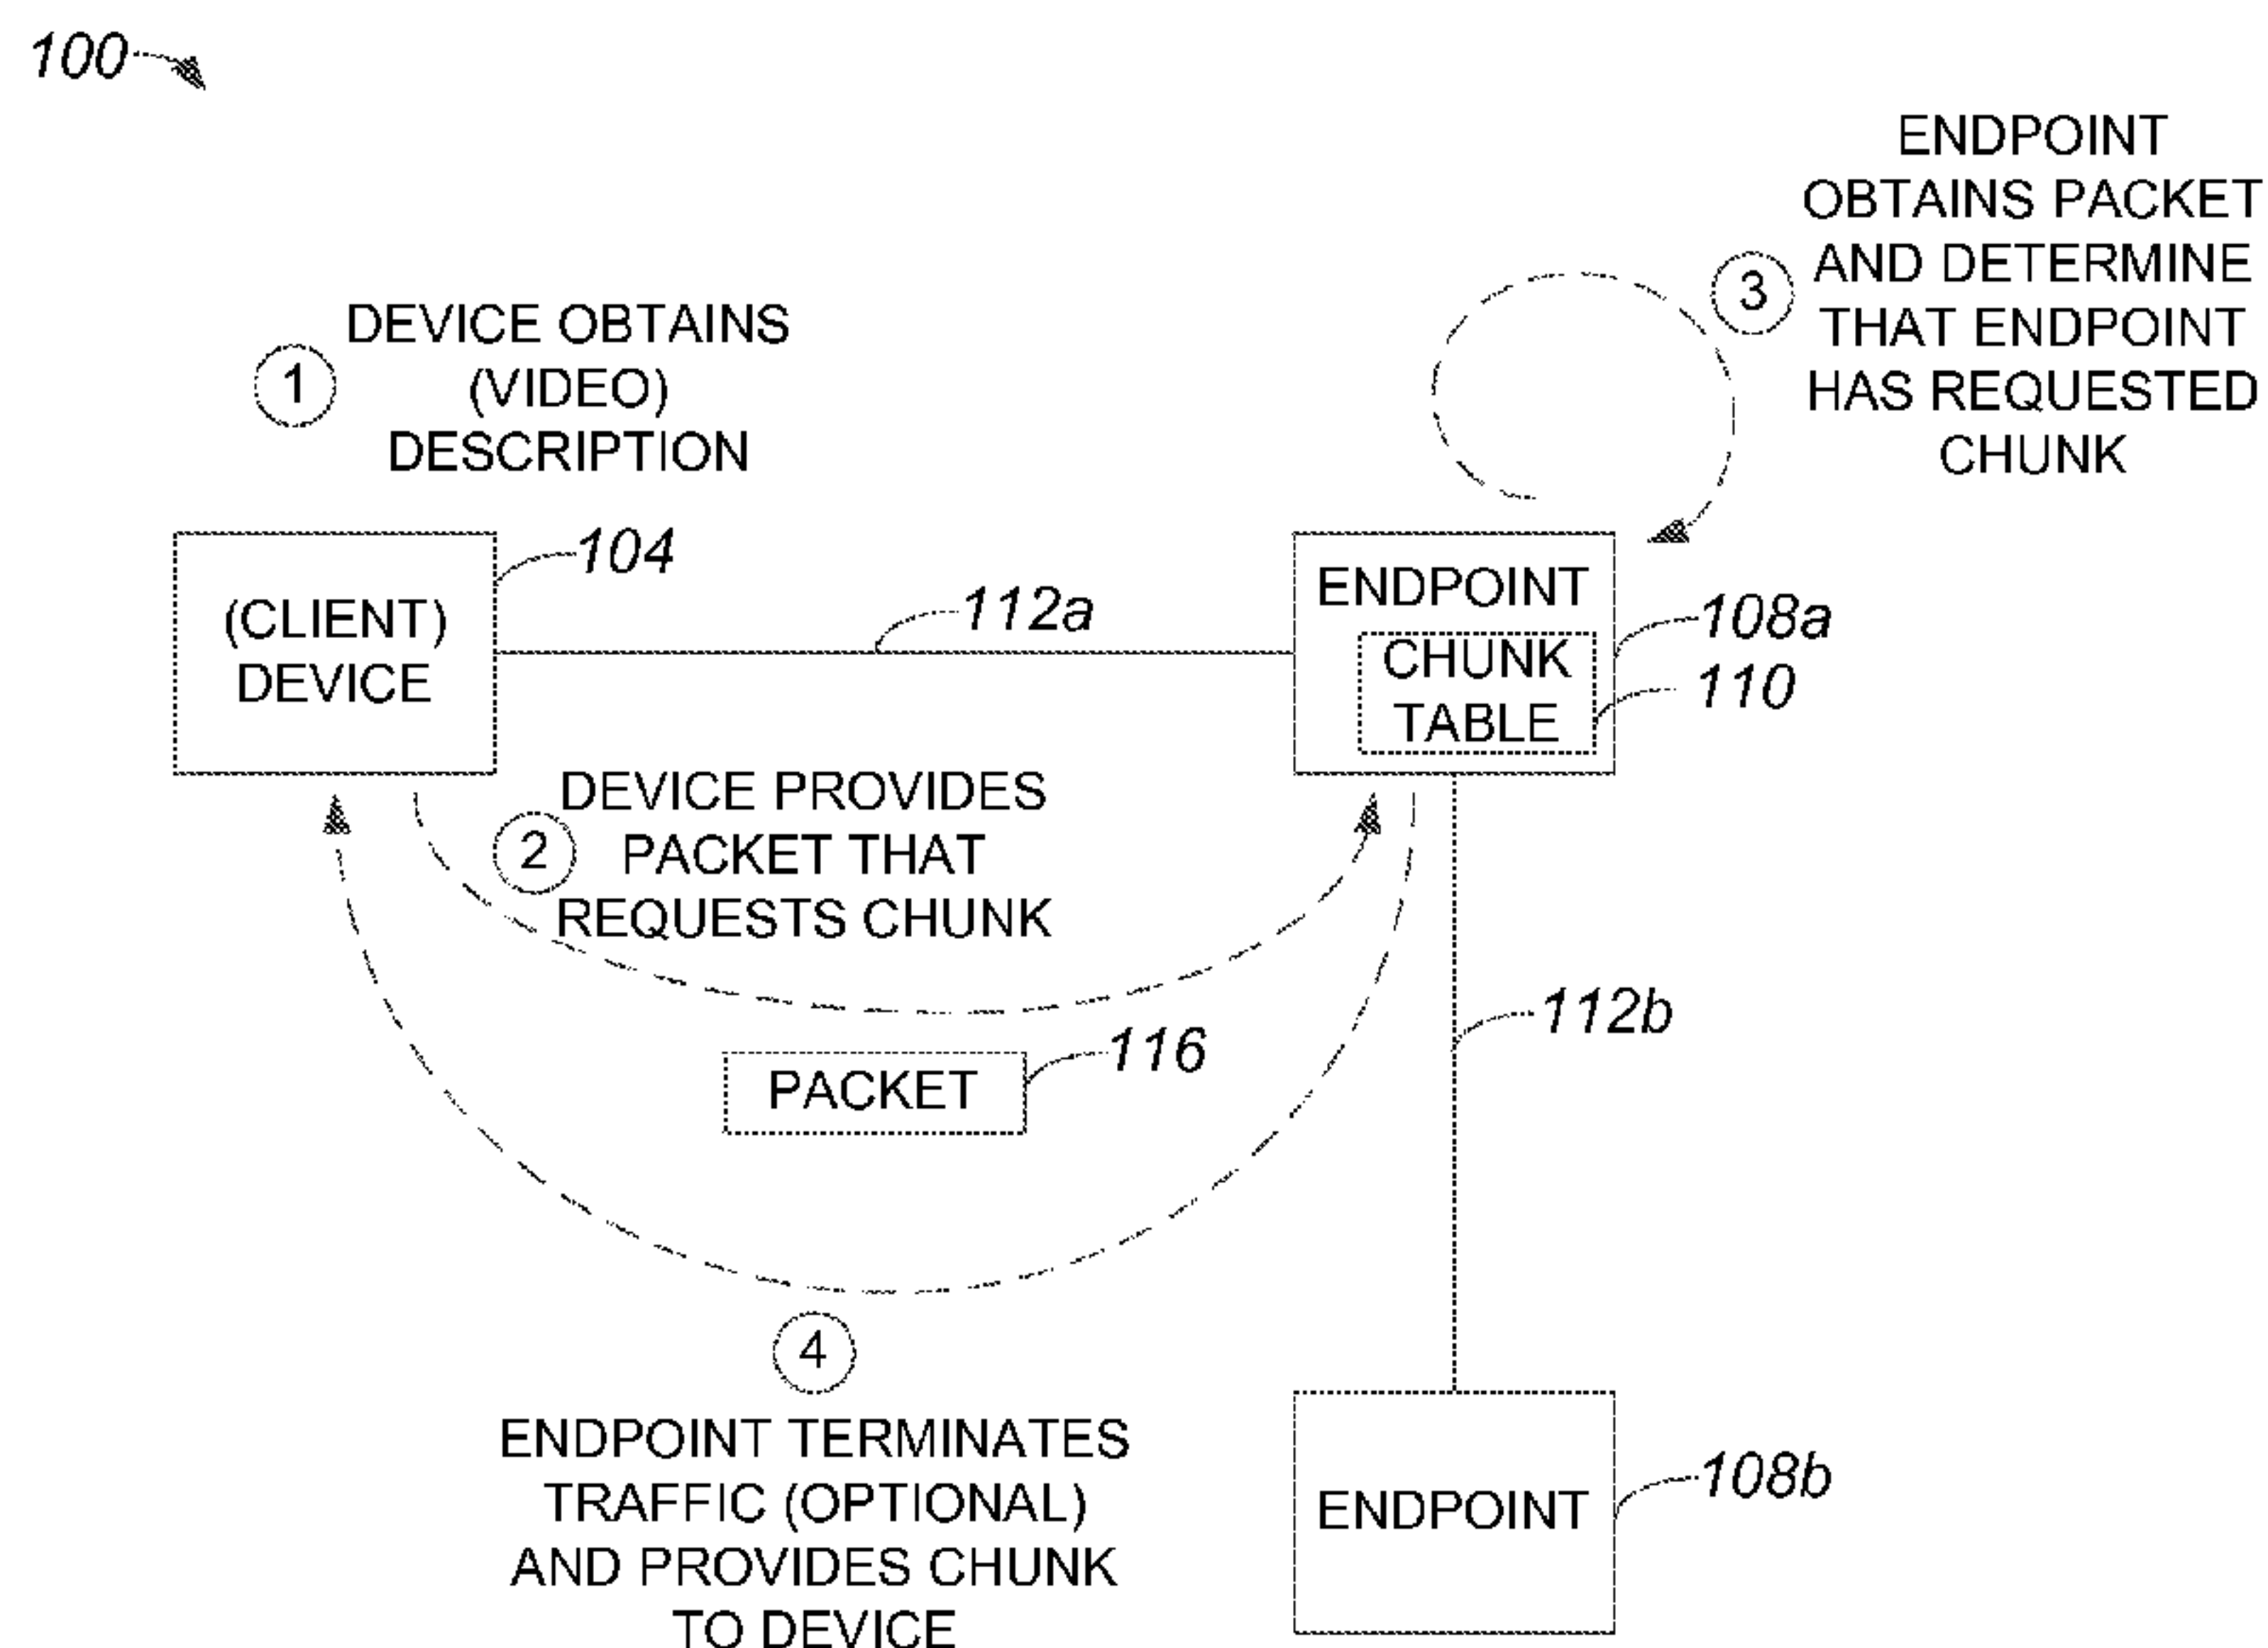 100
ENDPOINT
OBTAINS PACKET
AND DETERMINE
THAT ENDPOINT
HAS REQUESTED
CHUNK
3
DEVICE OBTAINS
(VIDEO)
DESCRIPTION
1
104
(CLIENT)
DEVICE
112a
ENDPOINT
CHUNK
TABLE
108a
110
DEVICE PROVIDES
PACKET THAT
REQUESTS CHUNK
2
112b
116
PACKET
4
ENDPOINT TERMINATES
TRAFFIC (OPTIONAL)
AND PROVIDES CHUNK
TO DEVICE
ENDPOINT
108b